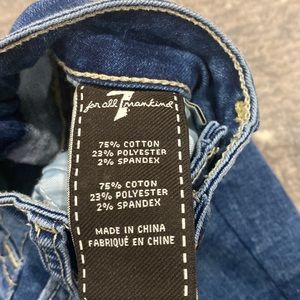 for all 7 mankind
75% COTTON
23% POLYESTER
2% SPANDEX
75% COTON
23% POLYESTER
2% SPANDEX
MADE IN CHINA
FABRIQUÉ EN CHINE